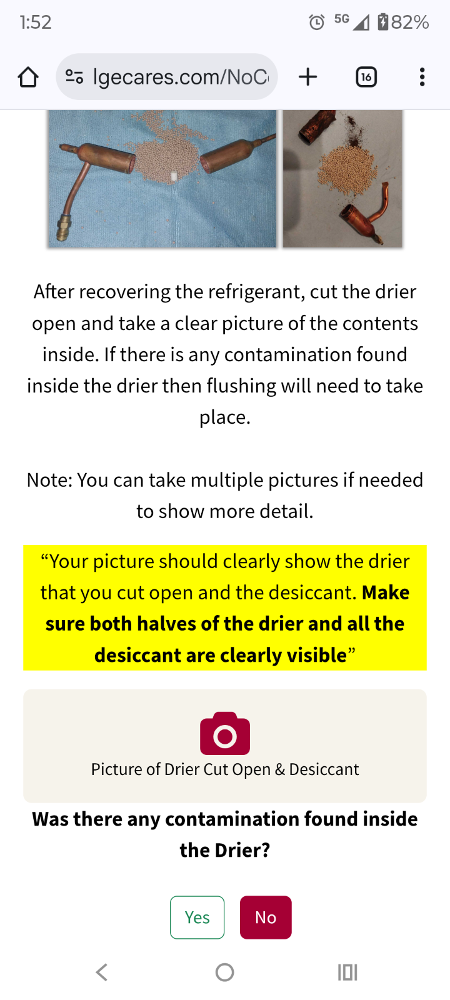 1:52
5G
82%
lgecares.com/NoC
16
After recovering the refrigerant, cut the drier
open and take a clear picture of the contents
inside. If there is any contamination found
inside the drier then flushing will need to take
place.
Note: You can take multiple pictures if needed
to show more detail.
“Your picture should clearly show the drier
that you cut open and the desiccant. Make
sure both halves of the drier and all the
desiccant are clearly visible”
Picture of Drier Cut Open & Desiccant
Was there any contamination found inside
the Drier?
Yes
No